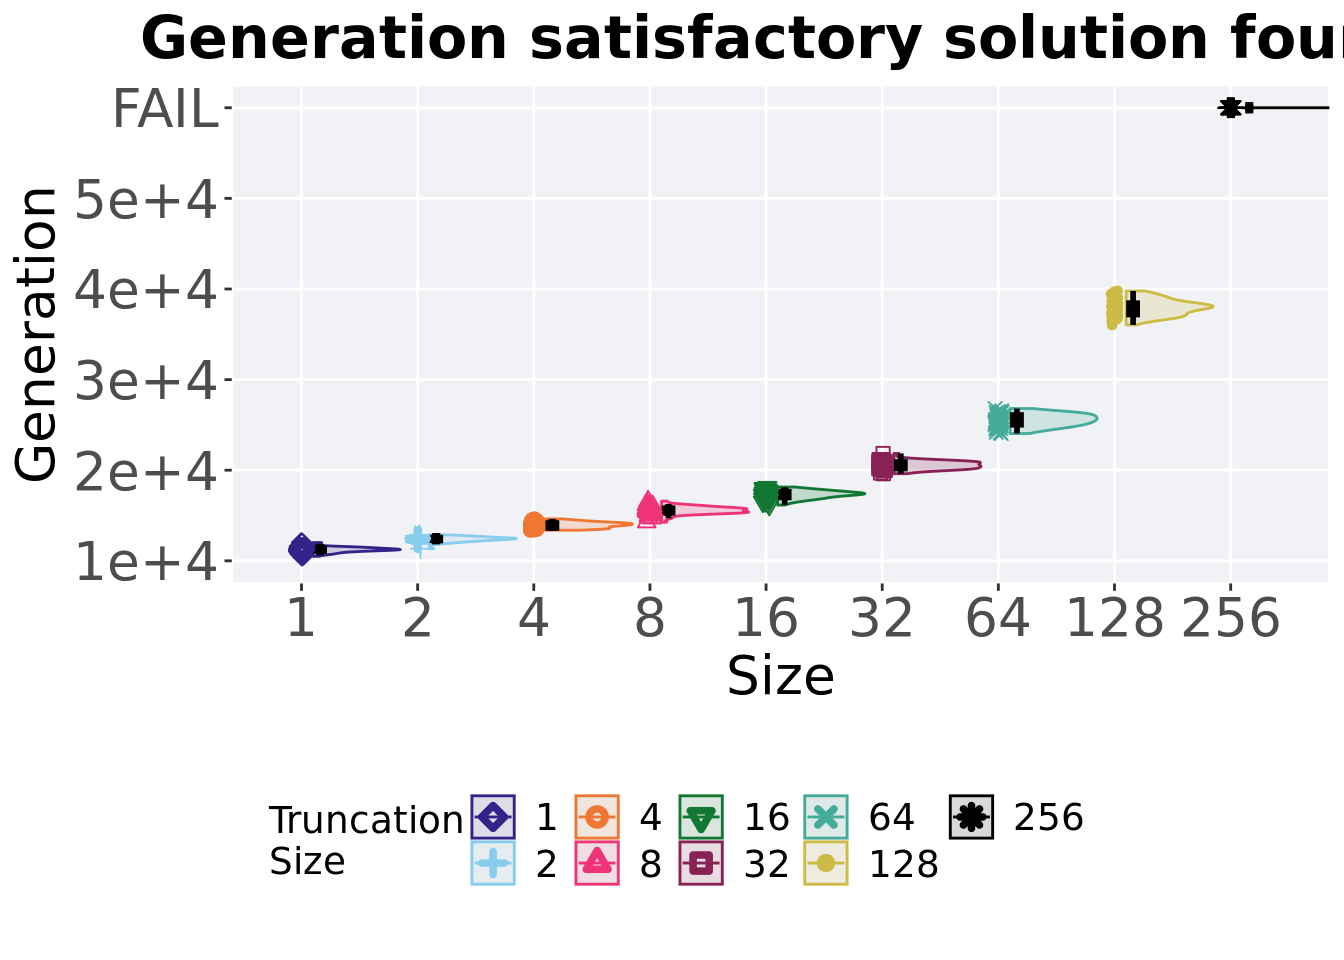 Generation satisfactory solution four
FAIL
5e+4
4e+4
3e+4
2e+4
1e+4
Generation
1 2 4 8 16 32 64 128 256
Size
Truncation Size
1 4 16 64 256
2 8 32 128